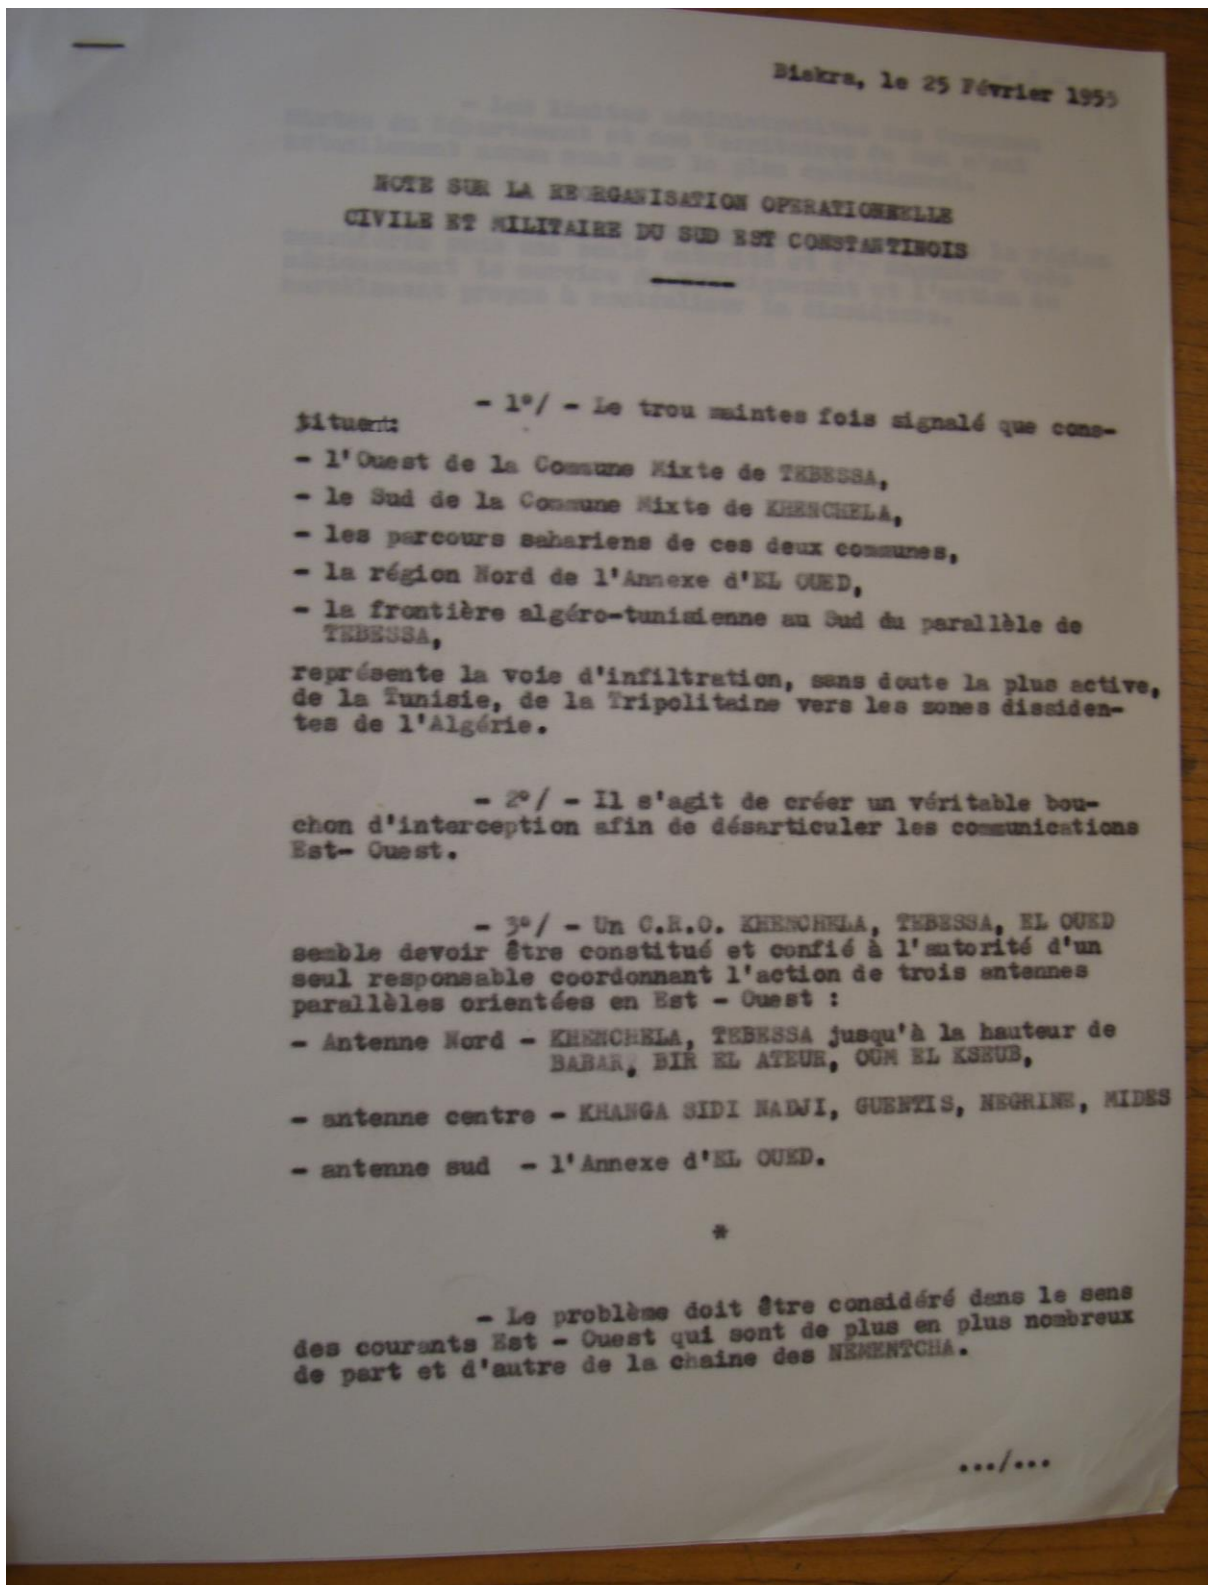 Biskra, le 25 Février 1955
NOTE SUR LA REORGANISATION OPERATIONNELLE
CIVILE ET MILITAIRE DU SUD EST CONSTANTINOIS
- 1°/ - Le trou maintes fois signalé que cons-
tituent:
- l'Ouest de la Commune Mixte de TEBESSA,
- le Sud de la Commune Mixte de KHENCHELA,
- les parcours sahariens de ces deux communes,
- la région Nord de l'Annexe d'EL OUED,
- la frontière algéro-tunisienne au Sud du parallèle de
TEBESSA,
représente la voie d'infiltration, sans doute la plus active,
de la Tunisie, de la Tripolitaine vers les zones dissiden-
tes de l'Algérie.
- 2°/ - Il s'agit de créer un véritable bou-
chon d'interception afin de désarticuler les communications
Est- Ouest.
- 3°/ - Un C.R.O. KHENCHELA, TEBESSA, EL OUED
semble devoir être constitué et confié à l'autorité d'un
seul responsable coordonnant l'action de trois antennes
parallèles orientées en Est - Ouest :
- Antenne Nord - KHENCHELA, TEBESSA jusqu'à la hauteur de
BABAR, BIR EL ATEUR, OUM EL KSEUB,
- antenne centre - KHANGA SIDI NADJI, GUENTIS, NEGRINE, MIDES
- antenne sud - l'Annexe d'EL OUED.
*
- Le problème doit être considéré dans le sens
des courants Est - Ouest qui sont de plus en plus nombreux
de part et d'autre de la chaine des NEMENTCHA.
.../...